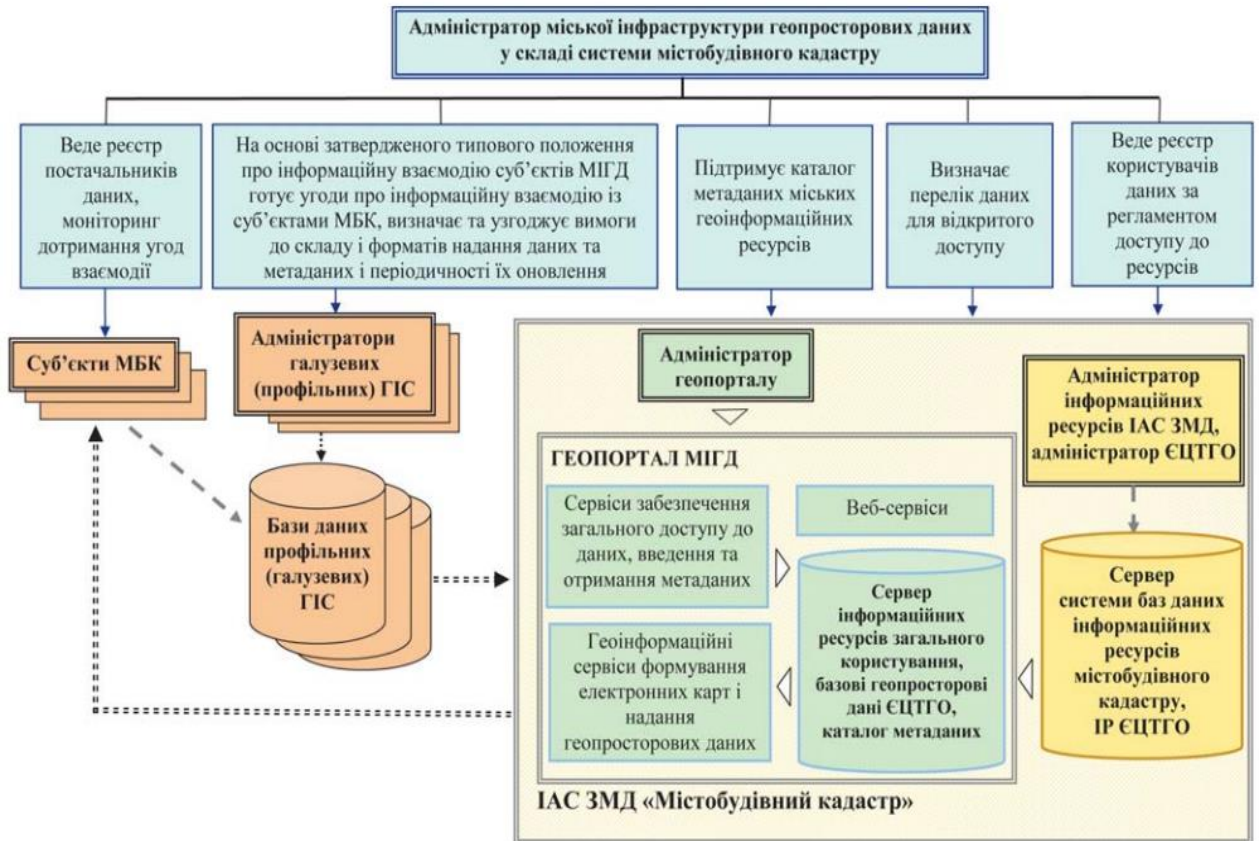 Адміністратор міської інфраструктури геопросторових даних
у складі системи містобудівного кадастру
Веде реєстр
постачальників
даних,
моніторинг
дотримання угод
взаємодії
На основі затвердженого типового положення
про інформаційну взаємодію суб’єктів МІГД
готує угоди про інформаційну взаємодію із
суб’єктами МБК, визначає та узгоджує вимоги
до складу і форматів надання даних та
метаданих і періодичності їх оновлення
Підтримує каталог
метаданих міських
геоінформаційних
ресурсів
Визначає
перелік даних
для відкритого
доступу
Веде реєстр
користувачів
даних за
регламентом
доступу до
ресурсів
Суб’єкти МБК
Адміністратори
галузевих
(профільних) ГІС
Бази даних
профільних
(галузевих)
ГІС
Адміністратор
геопорталу
Адміністратор
інформаційних
ресурсів ІАС ЗМД,
адміністратор ЄЦТГО
ГЕОПОРТАЛ МІГД
Сервіси забезпечення
загального доступу до
даних, введення та
отримання метаданих
Веб-сервіси
Геоінформаційні
сервіси формування
електронних карт і
надання
геопросторових даних
Сервер
інформаційних
ресурсів загального
користування,
базові геопросторові
дані ЄЦТГО,
каталог метаданих
Сервер
системи баз даних
інформаційних
ресурсів
містобудівного
кадастру,
ІР ЄЦТГО
ІАС ЗМД «Містобудівний кадастр»